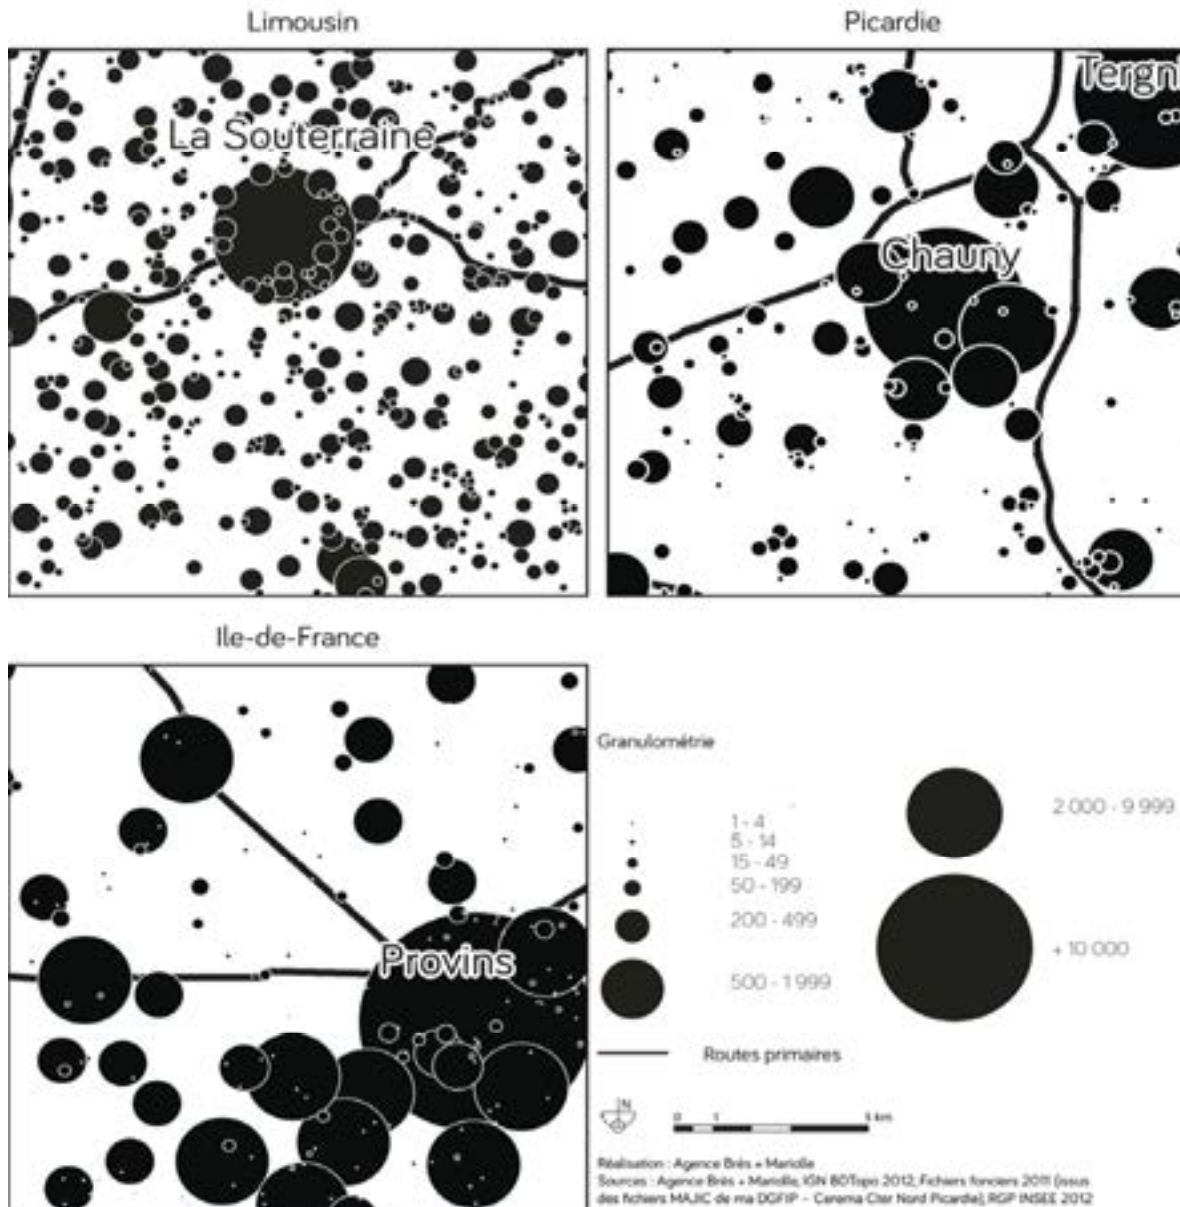 Limousin
Picardie
La Souterraine
Tergni
Chauny
Ile-de-France
Provins
Granulométrie
1 - 4
5 - 14
15 - 49
50 - 199
200 - 499
500 - 1 999
2 000 - 9 999
+ 10 000
Routes primaires
N
0 1 5 km
Réalisation : Agence Brès + Mariolle
Sources : Agence Brès + Mariolle, IGN BDTopo 2012, Fichiers fonciers 2011 (issus
des fichiers MAJIC de ma DGFIP - Cerema Cter Nord Picardie), RGP INSEE 2012